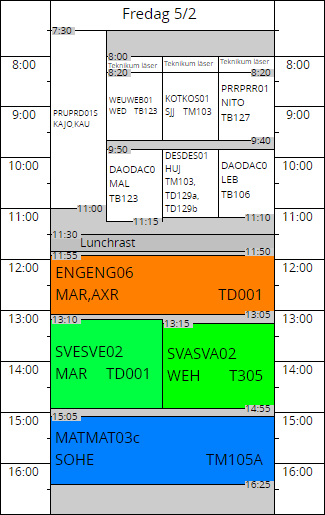 Fredag 5/2
7:30
8:00
8:00
8:00
Teknikum läser
Teknikum läser
Teknikum läser
8:20
8:20
WEUWEB01
WED TB123
KOTKOS01
SJJ TM103
PRRPRR01
NITO
TB127
PRUPRD01S
KAJO,KAU
9:00
9:00
9:40
9:50
10:00
10:00
DAODAC0
MAL
TB123
DESDES01
HUJ
TM103,
TD129a,
TD129b
DAODAC0
LEB
TB106
11:00
11:00
11:00
11:15
11:10
11:30
Lunchrast
11:50
11:55
12:00
12:00
ENGENG06
MAR,AXR TD001
13:00
13:00
13:05
13:10
13:15
SVESVE02
MAR TD001
SVASVA02
WEH T305
14:00
14:00
14:55
15:00
15:00
15:05
MATMAT03c
SOHE TM105A
16:00
16:00
16:25